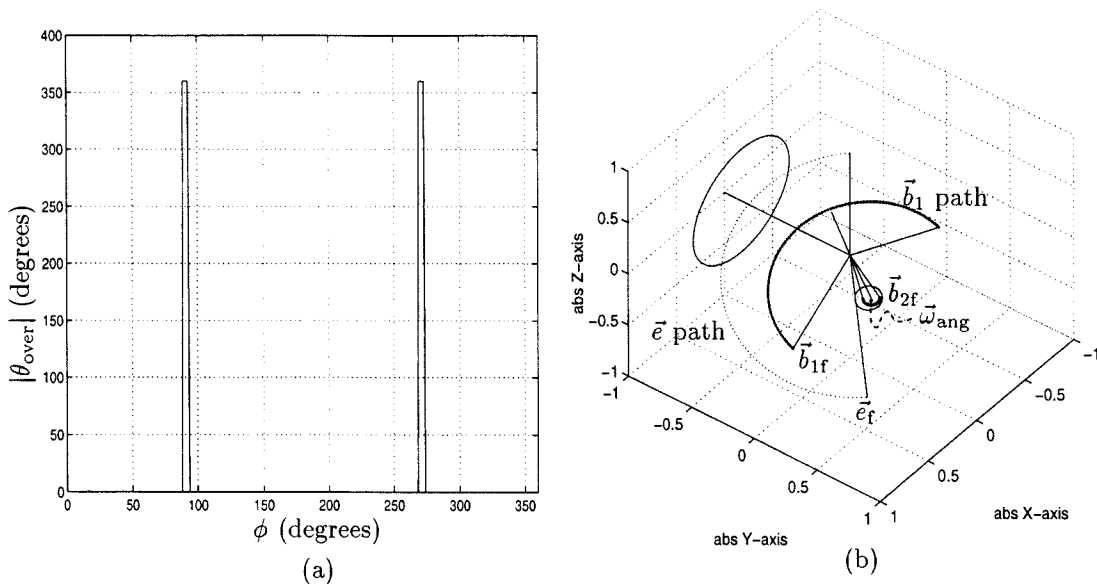 400
350
300
250
200
150
100
50
0
|θover| (degrees)
0 50 100 150 200 250 300 350
φ (degrees)
(a)
abs Z−axis
1
0.5
0
−0.5
−1
−1
−0.5
0
0.5
1
abs Y−axis
1
0.5
0
−0.5
−1
abs X−axis
b⃗1 path
b⃗2f
ω⃗ang
e⃗ path
b⃗1f
e⃗f
(b)